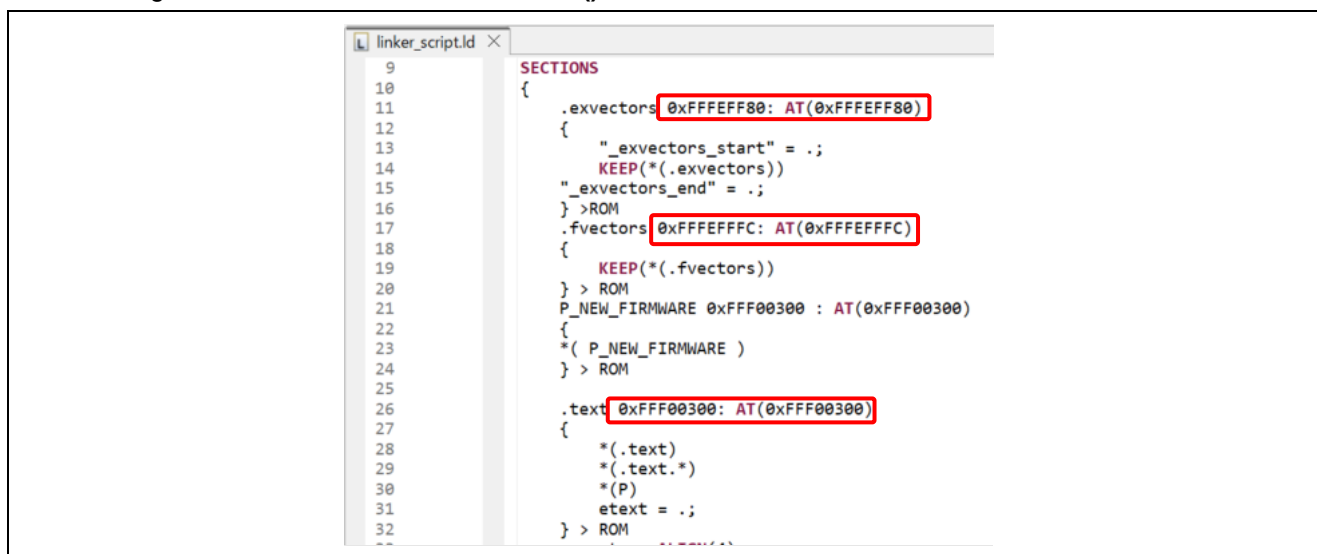 linker_script.ld
9 SECTIONS
10 {
11 .exvectors 0xFFFEFF80: AT(0xFFFEFF80)
12 {
13 "_exvectors_start" = .;
14 KEEP(*(.exvectors))
15 "_exvectors_end" = .;
16 } >ROM
17 .fvectors 0xFFFEFFFC: AT(0xFFFEFFFC)
18 {
19 KEEP(*(.fvectors))
20 } > ROM
21 P_NEW_FIRMWARE 0xFFF00300 : AT(0xFFF00300)
22 {
23 *( P_NEW_FIRMWARE )
24 } > ROM
25
26 .text 0xFFF00300: AT(0xFFF00300)
27 {
28 *(.text)
29 *(.text.*)
30 *(P)
31 etext = .;
32 } > ROM